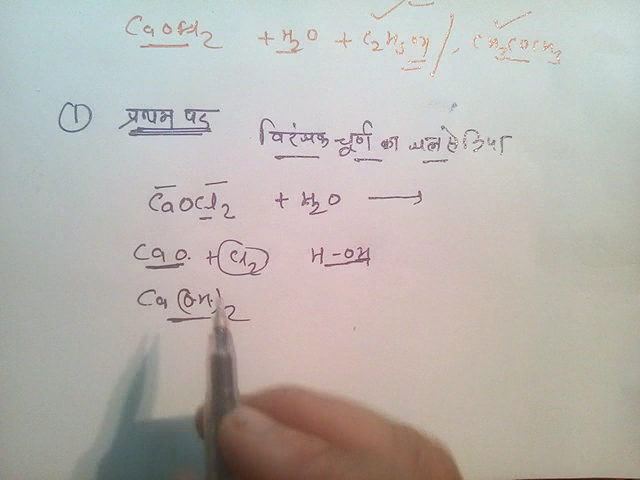 CaOCl2 + H2O + C2H5OH / CH3COCH3
① प्रथम पद
विरंजक चूर्ण का जल से क्रिया
CaOCl2 + H2O →
CaO + Cl2 H-OH
Ca(OH)2